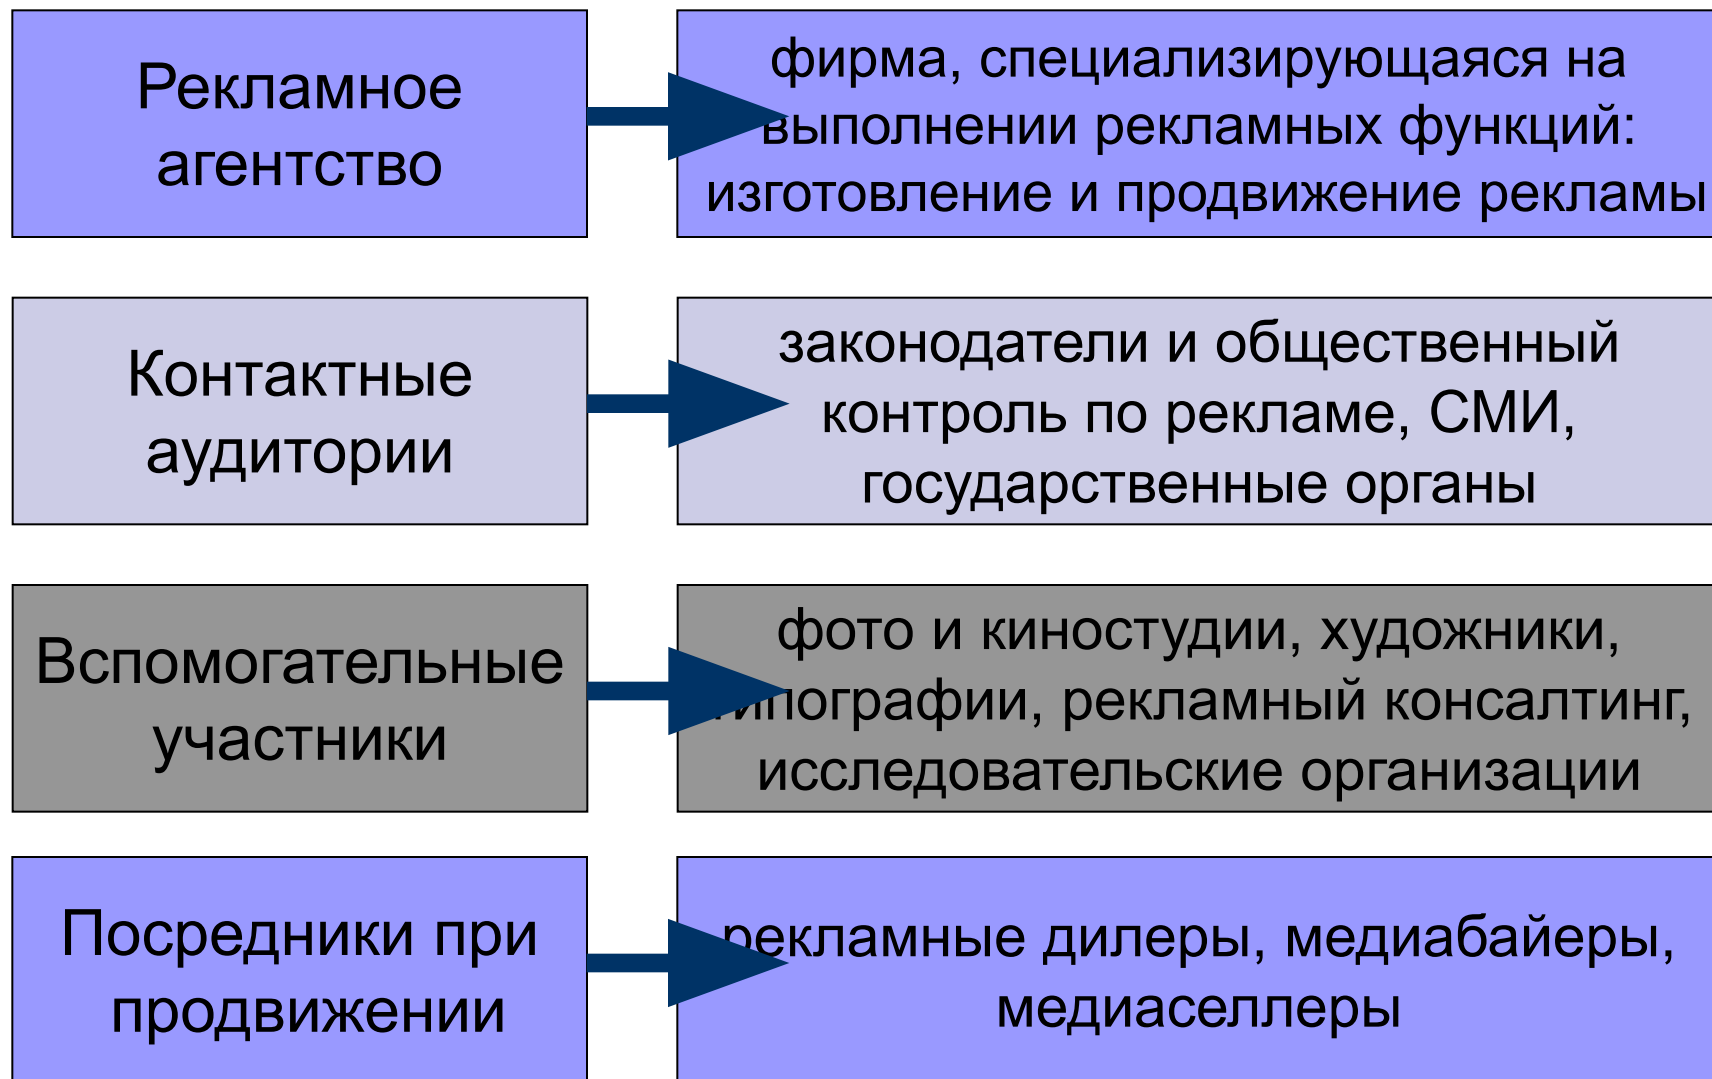 Рекламное
агентство
фирма, специализирующаяся на
выполнении рекламных функций:
изготовление и продвижение рекламы
Контактные
аудитории
законодатели и общественный
контроль по рекламе, СМИ,
государственные органы
Вспомогательные
участники
фото и киностудии, художники,
типографии, рекламный консалтинг,
исследовательские организации
Посредники при
продвижении
рекламные дилеры, медиабайеры,
медиаселлеры